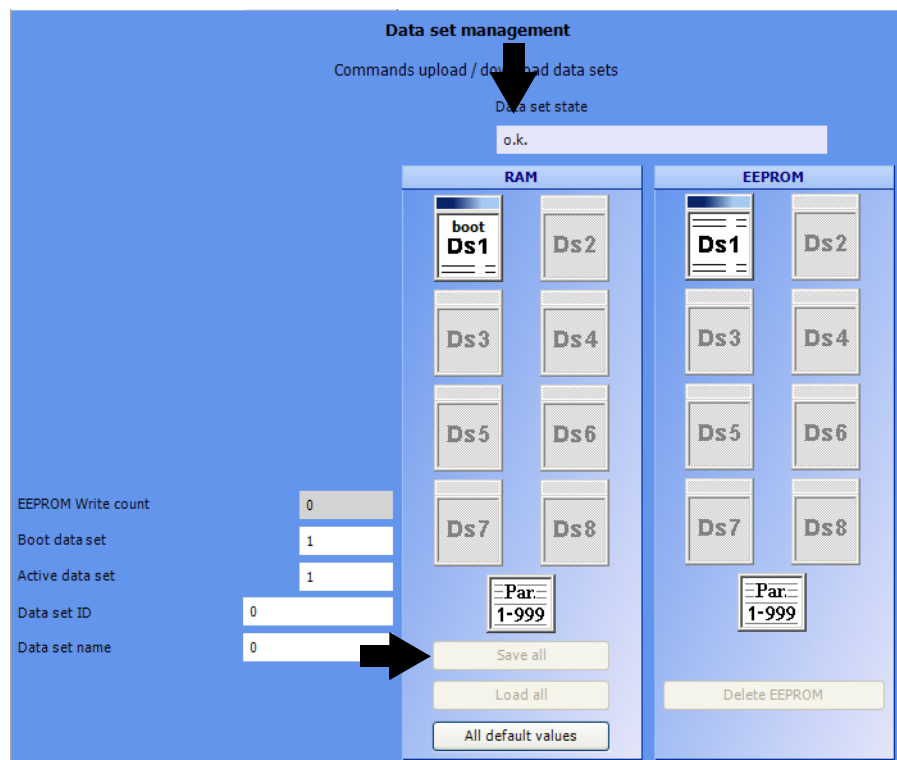 Data set management
Commands upload / download data sets
Data set state
o.k.
RAM
EEPROM
boot
Ds1
Ds2
Ds1
Ds2
Ds3
Ds4
Ds3
Ds4
Ds5
Ds6
Ds5
Ds6
EEPROM Write count
0
Ds7
Ds8
Ds7
Ds8
Boot data set
1
Active data set
1
Par.
1-999
Par.
1-999
Data set ID
0
Data set name
0
Save all
Load all
Delete EEPROM
All default values